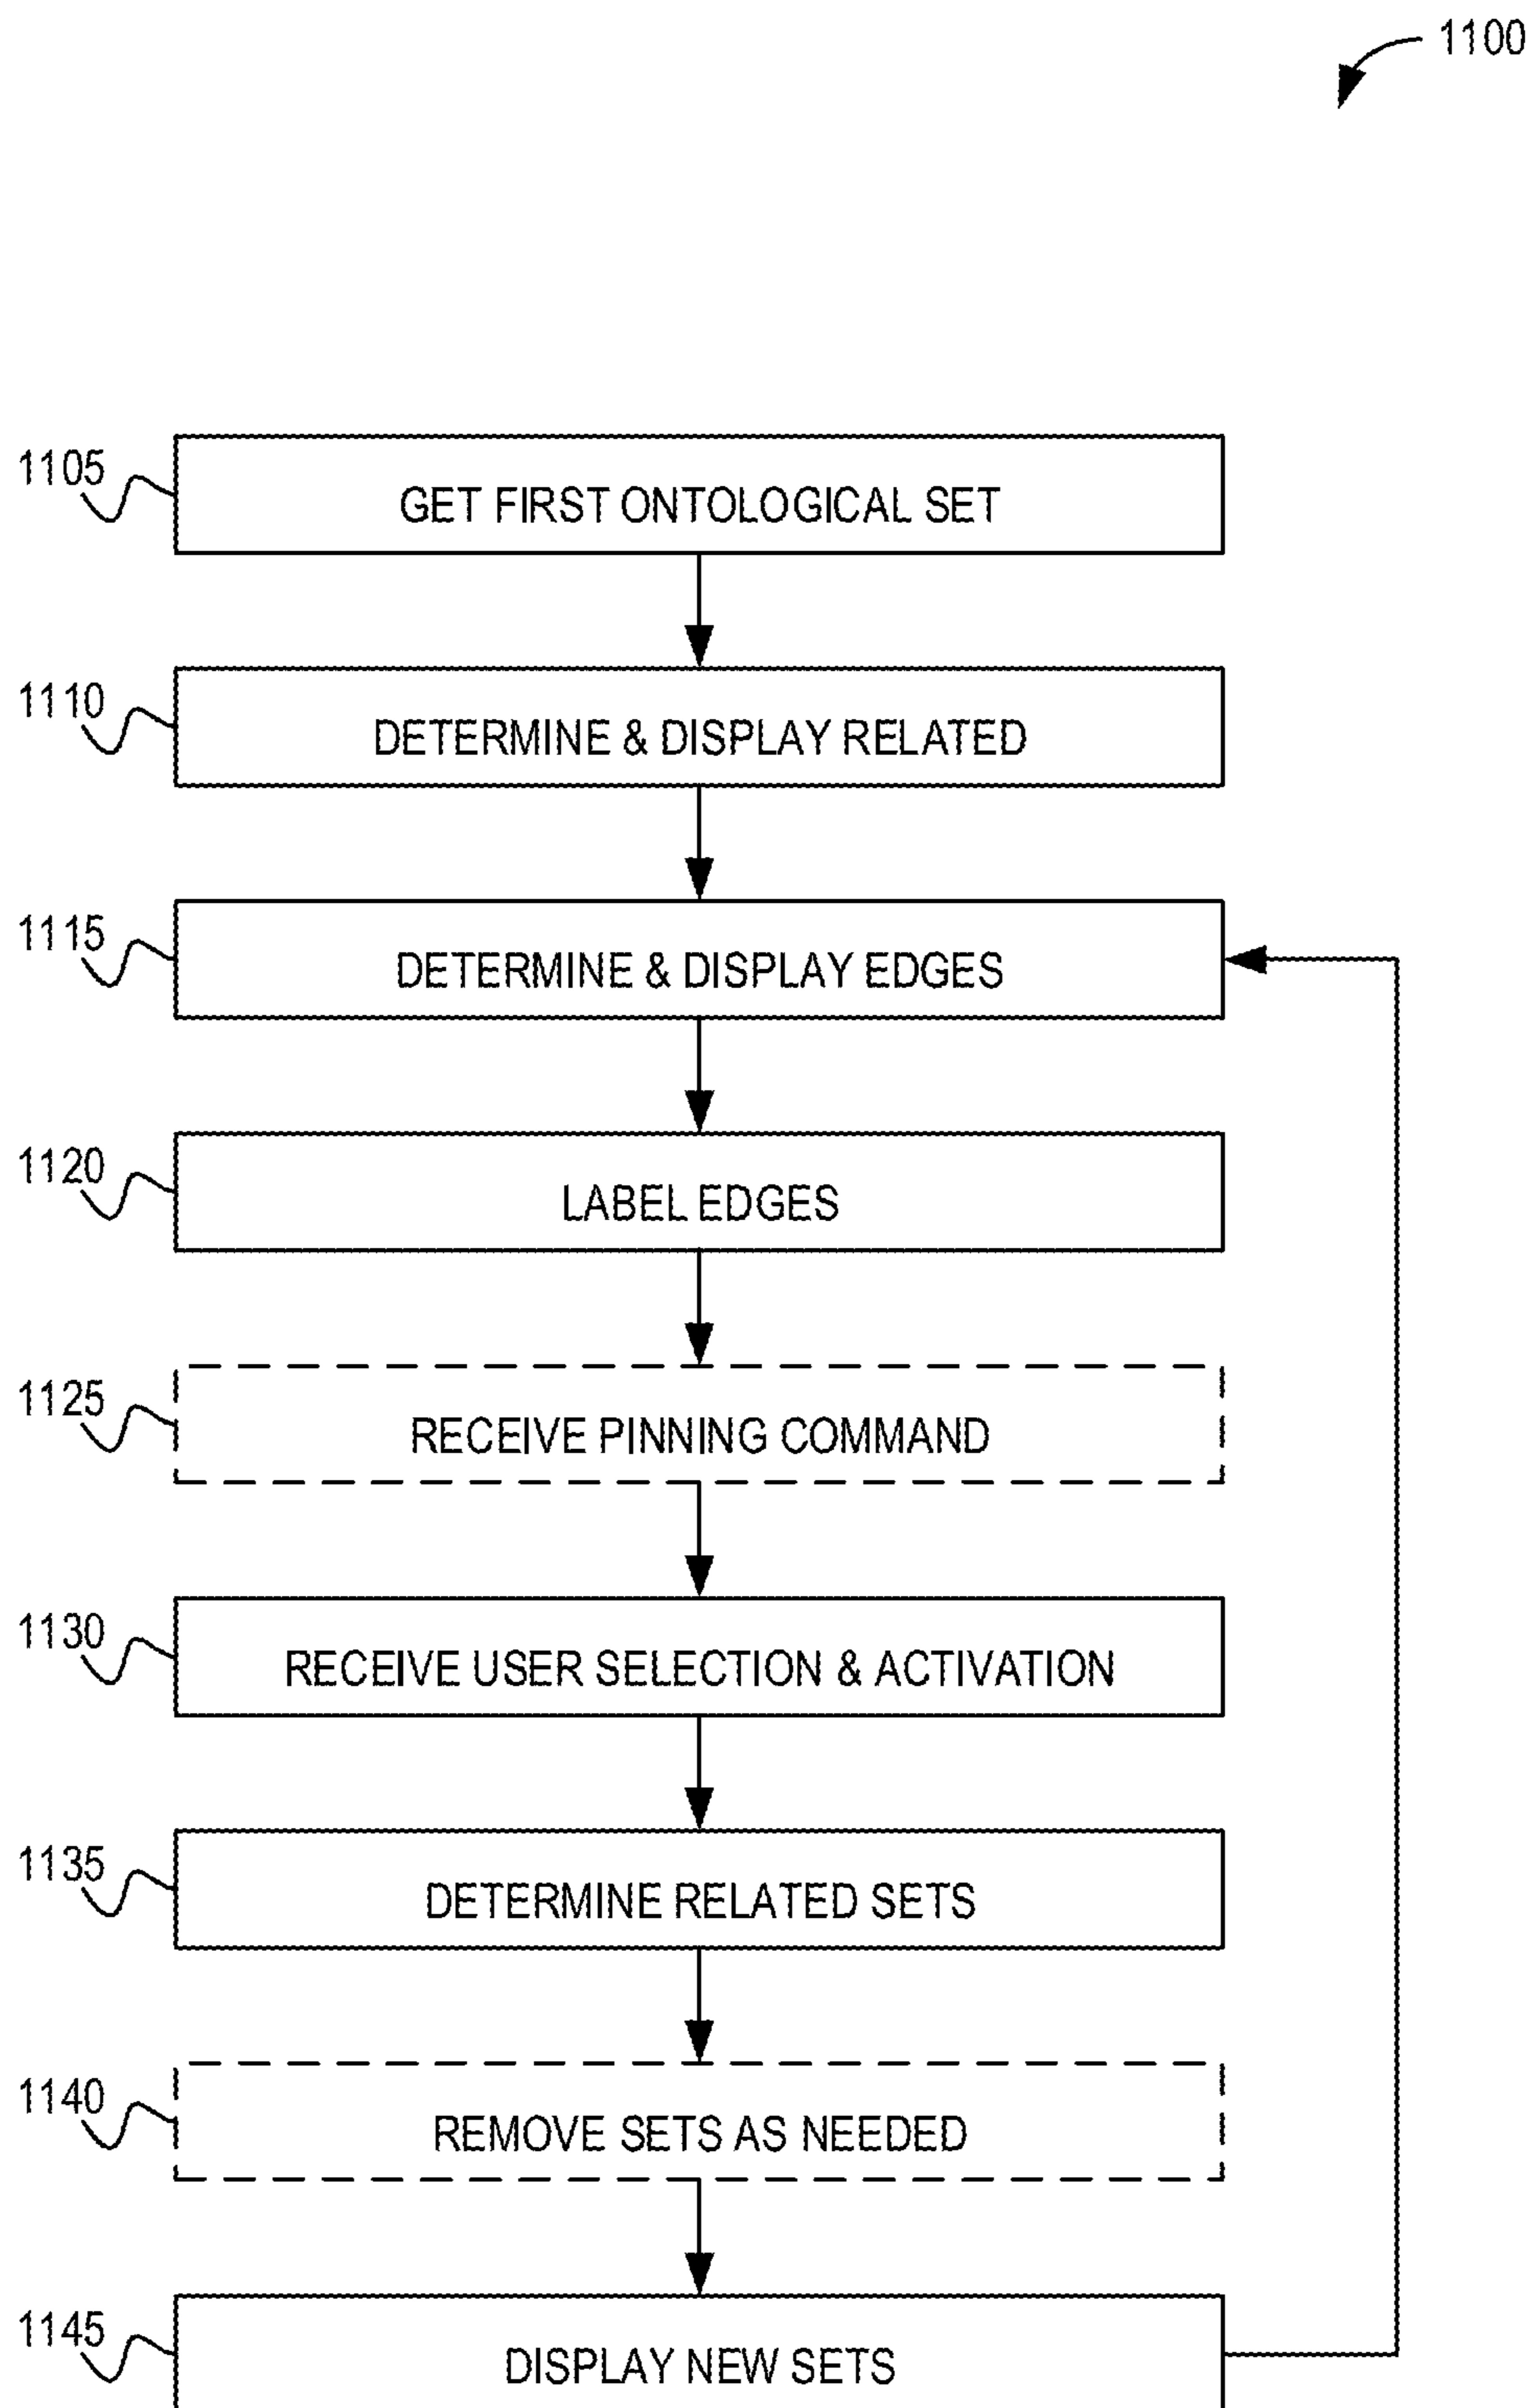 1100
1105
GET FIRST ONTOLOGICAL SET
1110
DETERMINE & DISPLAY RELATED
1115
DETERMINE & DISPLAY EDGES
1120
LABEL EDGES
1125
RECEIVE PINNING COMMAND
1130
RECEIVE USER SELECTION & ACTIVATION
1135
DETERMINE RELATED SETS
1140
REMOVE SETS AS NEEDED
1145
DISPLAY NEW SETS